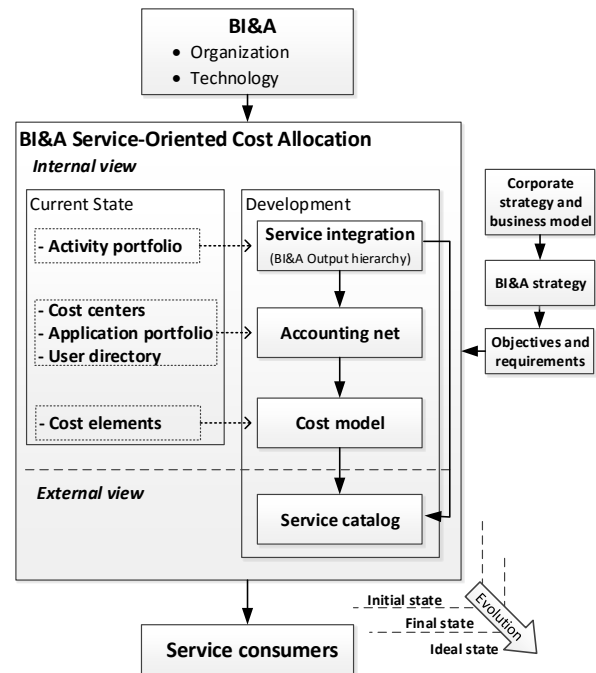 BI&A
• Organization
• Technology
BI&A Service-Oriented Cost Allocation
Internal view
Current State
- Activity portfolio
- Cost centers
- Application portfolio
- User directory
- Cost elements
Development
Service integration
(BI&A Output hierarchy)
Accounting net
Cost model
External view
Service catalog
Corporate
strategy and
business model
BI&A strategy
Objectives and
requirements
Service consumers
Initial state
Final state
Ideal state
Evolution